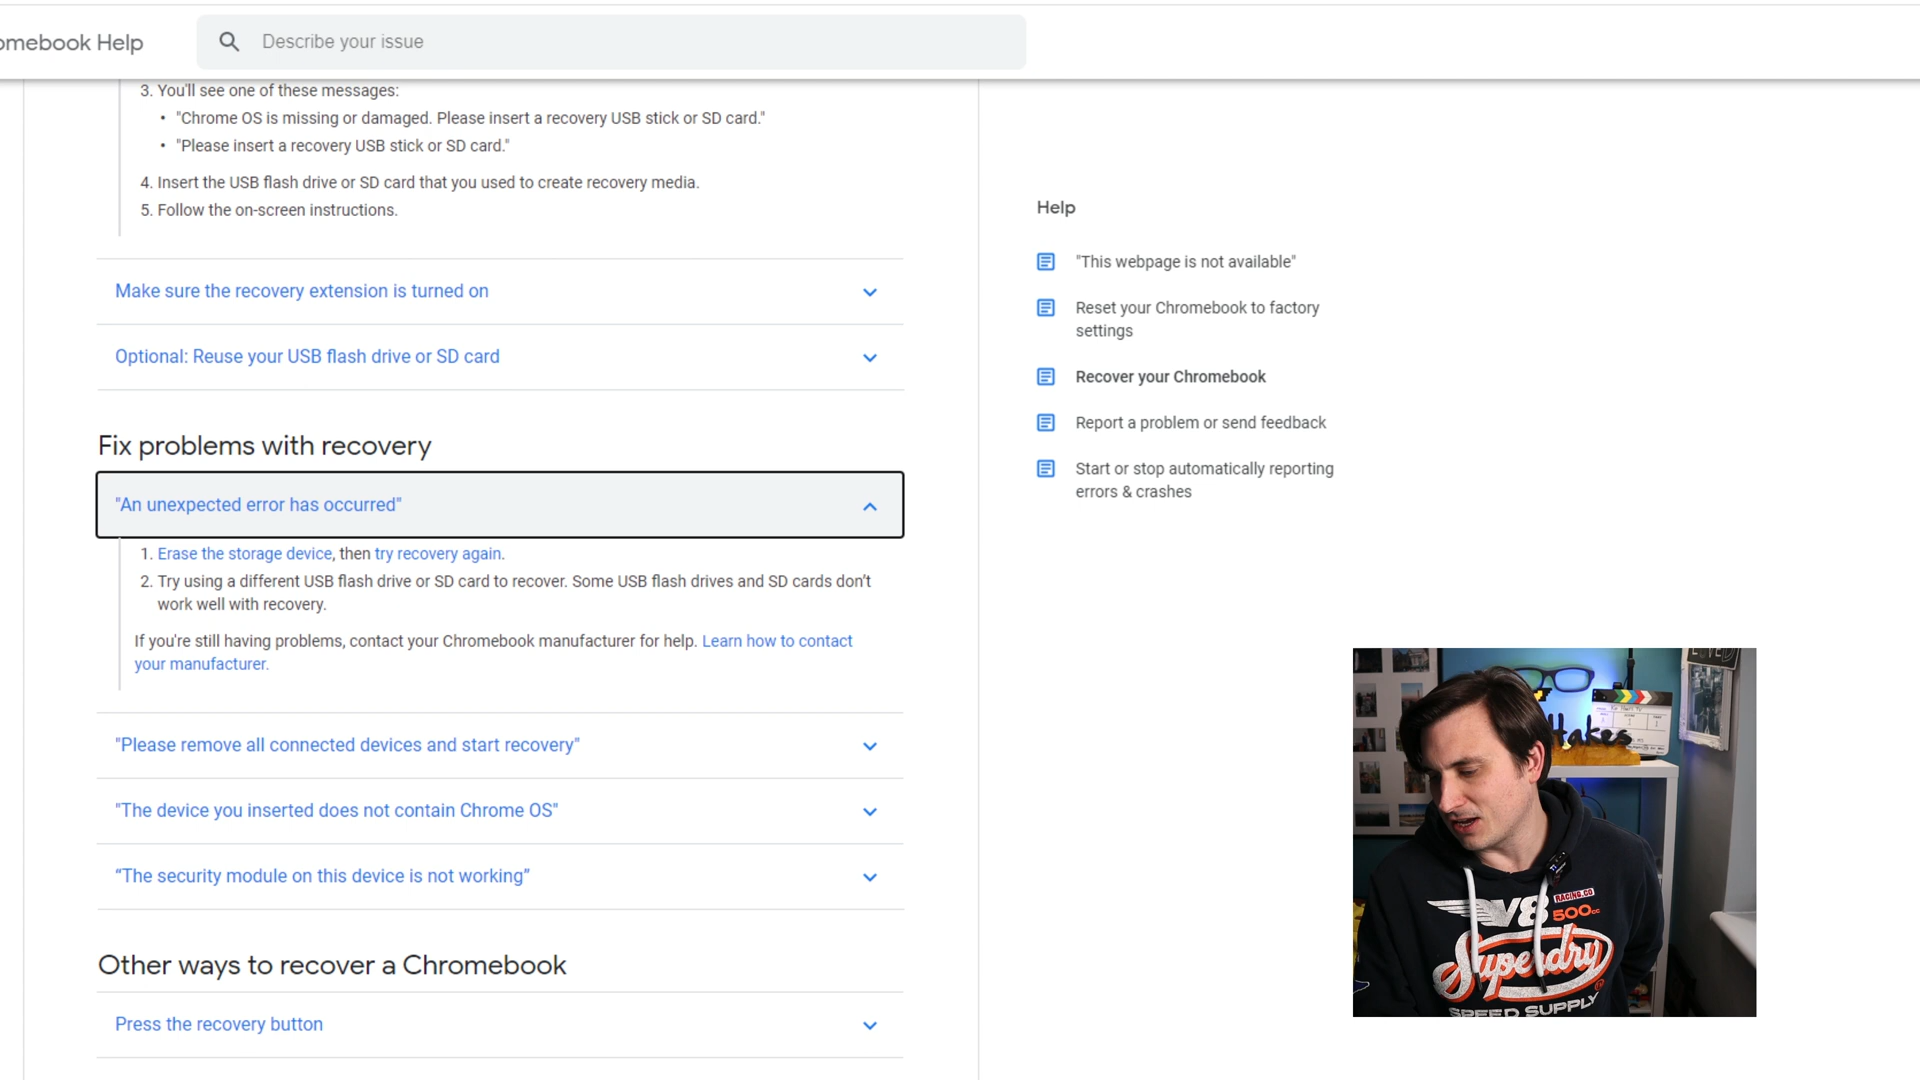 omebook Help
Describe your issue
3. You'll see one of these messages:
• "Chrome OS is missing or damaged. Please insert a recovery USB stick or SD card."
• "Please insert a recovery USB stick or SD card."
4. Insert the USB flash drive or SD card that you used to create recovery media.
5. Follow the on-screen instructions.
Make sure the recovery extension is turned on
Optional: Reuse your USB flash drive or SD card
Fix problems with recovery
"An unexpected error has occurred"
1. Erase the storage device, then try recovery again.
2. Try using a different USB flash drive or SD card to recover. Some USB flash drives and SD cards don't
work well with recovery.
If you're still having problems, contact your Chromebook manufacturer for help. Learn how to contact
your manufacturer.
"Please remove all connected devices and start recovery"
"The device you inserted does not contain Chrome OS"
“The security module on this device is not working”
Other ways to recover a Chromebook
Press the recovery button
Help
"This webpage is not available"
Reset your Chromebook to factory
settings
Recover your Chromebook
Report a problem or send feedback
Start or stop automatically reporting
errors & crashes
takes
V8
RACING.CO
500cc
Superdry
SPEED SUPPLY